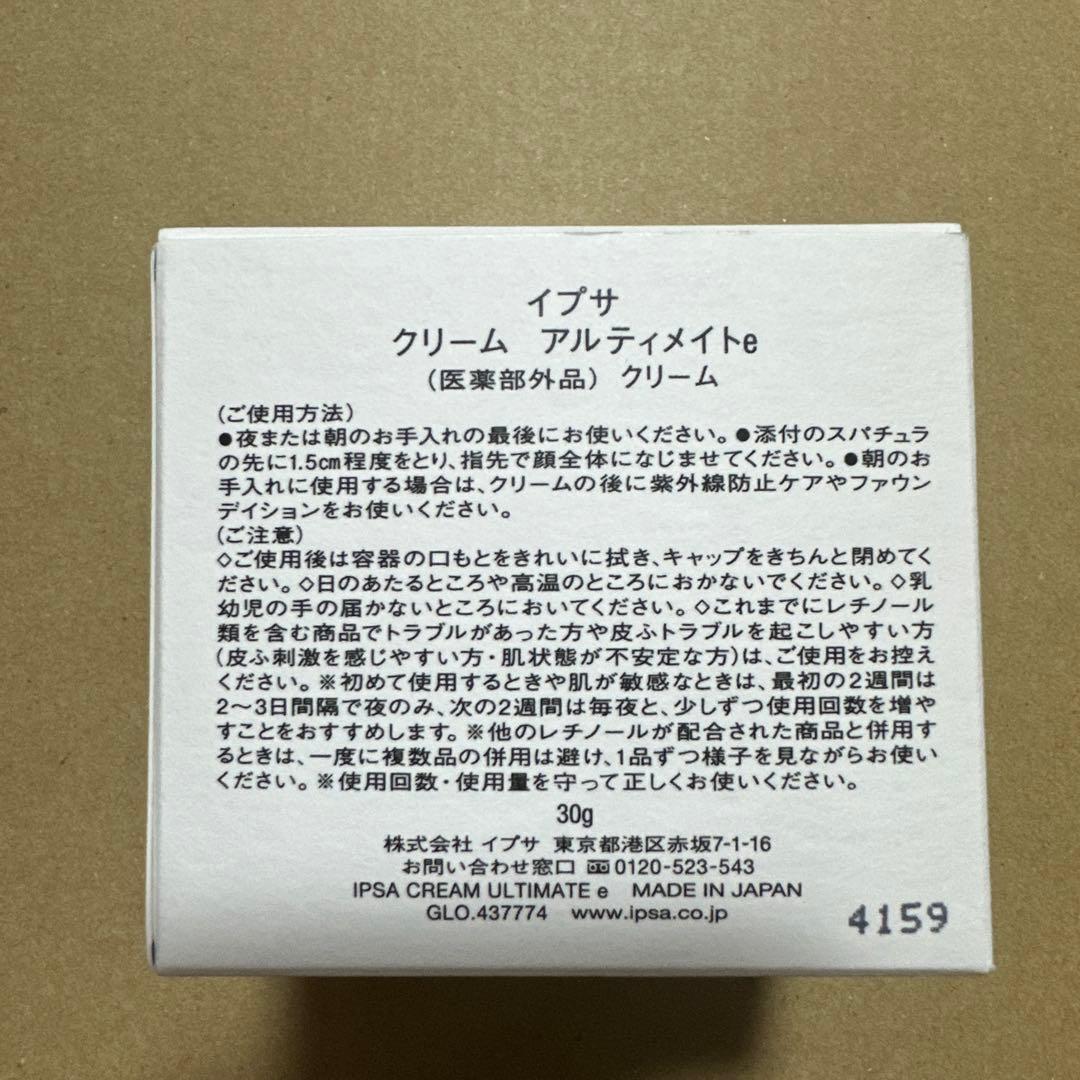 イプサ
クリーム　アルティメイトe
（医薬部外品） クリーム
（ご使用方法）
●夜または朝のお手入れの最後にお使いください。●添付のスパチュラ
の先に1.5㎝程度をとり、指先で顔全体になじませてください。●朝のお
手入れに使用する場合は、クリームの後に紫外線防止ケアやファウン
デイションをお使いください。
（ご注意）
◇ご使用後は容器の口もとをきれいに拭き、キャップをきちんと閉めてく
ださい。◇日のあたるところや高温のところにおかないでください。◇乳
幼児の手の届かないところにおいてください。◇これまでにレチノール
類を含む商品でトラブルがあった方や皮ふトラブルを起こしやすい方
（皮ふ刺激を感じやすい方・肌状態が不安定な方）は、ご使用をお控え
ください。※初めて使用するときや肌が敏感なときは、最初の2週間は
2～3日間隔で夜のみ、次の2週間は毎夜と、少しずつ使用回数を増や
すことをおすすめします。※他のレチノールが配合された商品と併用す
るときは、一度に複数品の併用は避け、1品ずつ様子を見ながらお使い
ください。※使用回数・使用量を守って正しくお使いください。
30g
株式会社 イプサ 東京都港区赤坂7-1-16
お問い合わせ窓口 0120-523-543
IPSA CREAM ULTIMATE e MADE IN JAPAN
GLO.437774 www.ipsa.co.jp
4159